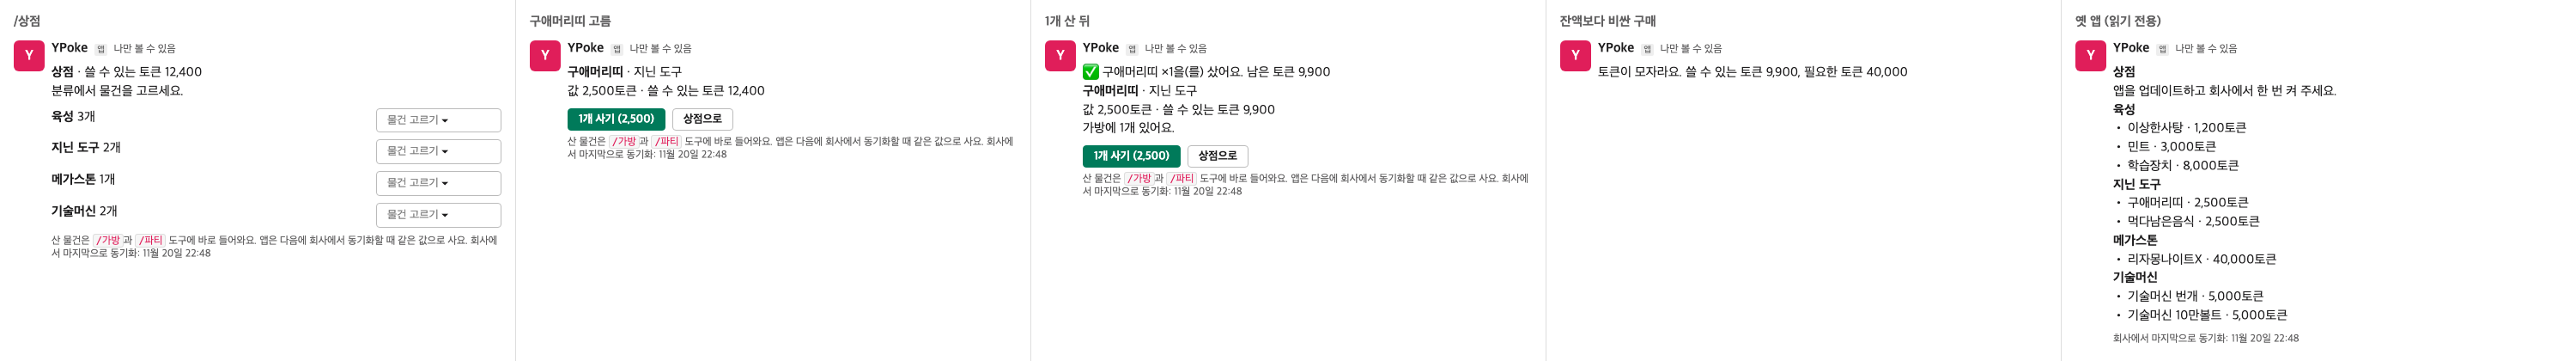 /상점
Y
YPoke 앱 나만 볼 수 있음
상점 · 쓸 수 있는 토큰 12,400
분류에서 물건을 고르세요.
육성 3개
물건 고르기
지닌 도구 2개
물건 고르기
메가스톤 1개
물건 고르기
기술머신 2개
물건 고르기
산 물건은 /가방 과 /파티 도구에 바로 들어와요. 앱은 다음에 회사에서 동기화할 때 같은 값으로 사요. 회사에
서 마지막으로 동기화: 11월 20일 22:48
구애머리띠 고름
Y
YPoke 앱 나만 볼 수 있음
구애머리띠 · 지닌 도구
값 2,500토큰 · 쓸 수 있는 토큰 12,400
1개 사기 (2,500)
상점으로
산 물건은 /가방 과 /파티 도구에 바로 들어와요. 앱은 다음에 회사에서 동기화할 때 같은 값으로 사요. 회사에
서 마지막으로 동기화: 11월 20일 22:48
1개 산 뒤
Y
YPoke 앱 나만 볼 수 있음
✅ 구애머리띠 ×1을(를) 샀어요. 남은 토큰 9,900
구애머리띠 · 지닌 도구
값 2,500토큰 · 쓸 수 있는 토큰 9,900
가방에 1개 있어요.
1개 사기 (2,500)
상점으로
산 물건은 /가방 과 /파티 도구에 바로 들어와요. 앱은 다음에 회사에서 동기화할 때 같은 값으로 사요. 회사에
서 마지막으로 동기화: 11월 20일 22:48
잔액보다 비싼 구매
Y
YPoke 앱 나만 볼 수 있음
토큰이 모자라요. 쓸 수 있는 토큰 9,900, 필요한 토큰 40,000
옛 앱 (읽기 전용)
Y
YPoke 앱 나만 볼 수 있음
상점
앱을 업데이트하고 회사에서 한 번 켜 주세요.
육성
• 이상한사탕 · 1,200토큰
• 민트 · 3,000토큰
• 학습장치 · 8,000토큰
지닌 도구
• 구애머리띠 · 2,500토큰
• 먹다남은음식 · 2,500토큰
메가스톤
• 리자몽나이트X · 40,000토큰
기술머신
• 기술머신 번개 · 5,000토큰
• 기술머신 10만볼트 · 5,000토큰
회사에서 마지막으로 동기화: 11월 20일 22:48